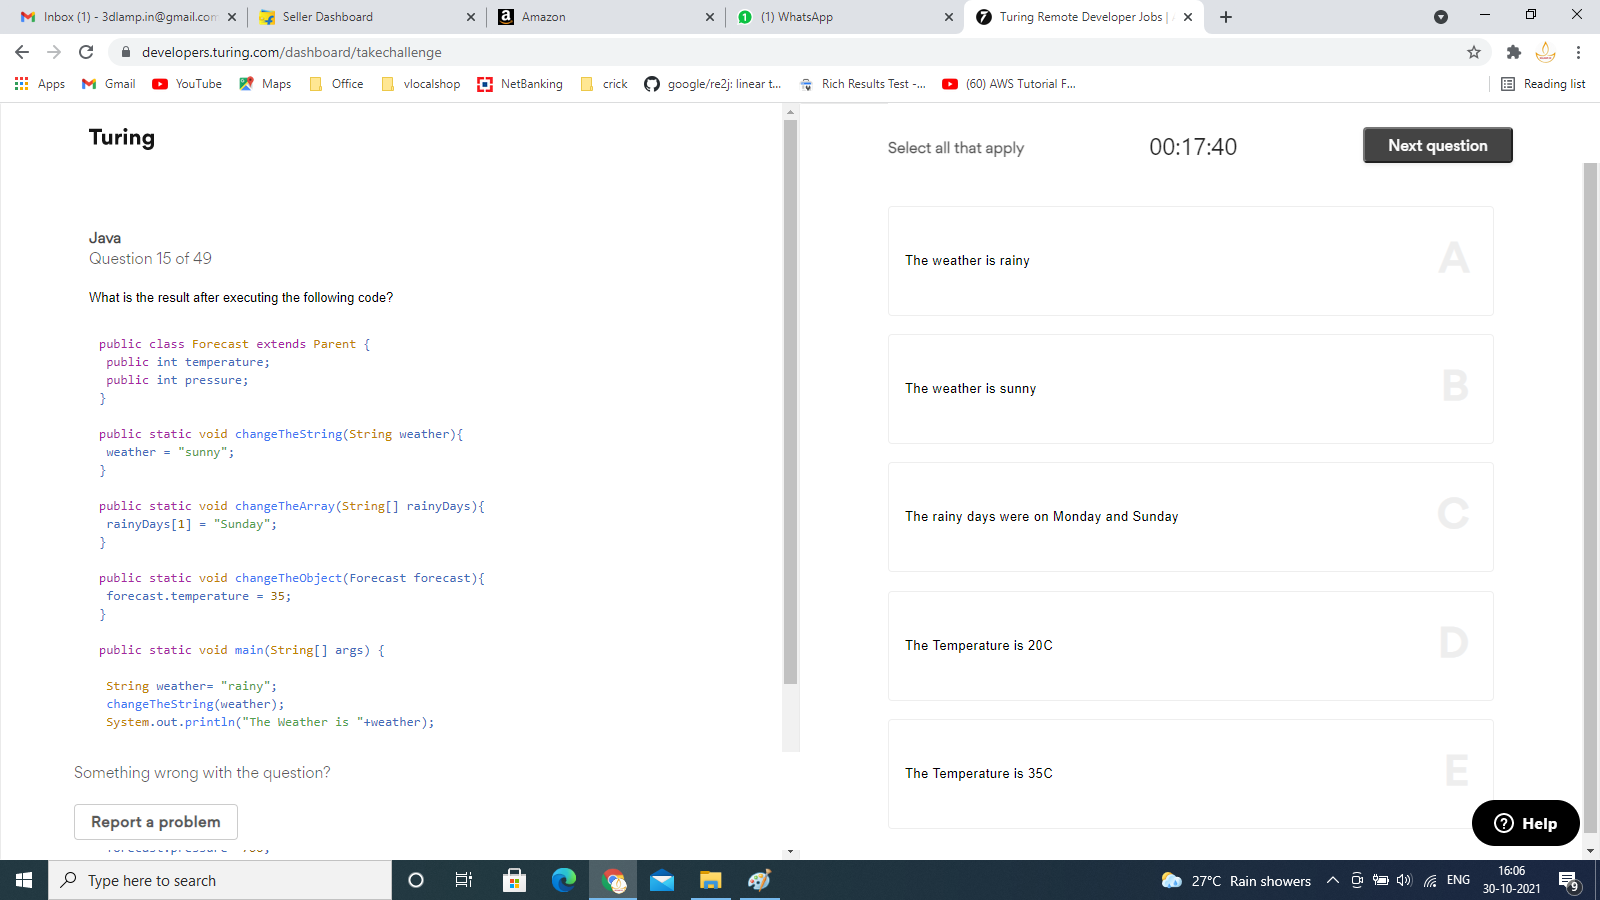 Inbox (1) - 3dlamp.in@gmail.com
Seller Dashboard
Amazon
(1) WhatsApp
Turing Remote Developer Jobs |
developers.turing.com/dashboard/takechallenge
Apps
Gmail
YouTube
Maps
Office
vlocalshop
NetBanking
crick
google/re2j: linear t...
Rich Results Test -...
(60) AWS Tutorial F...
Reading list
Turing
Java
Question 15 of 49
What is the result after executing the following code?
public class Forecast extends Parent {
public int temperature;
public int pressure;
}
public static void changeTheString(String weather){
weather = "sunny";
}
public static void changeTheArray(String[] rainyDays){
rainyDays[1] = "Sunday";
}
public static void changeTheObject(Forecast forecast){
forecast.temperature = 35;
}
public static void main(String[] args) {
String weather= "rainy";
changeTheString(weather);
System.out.println("The Weather is "+weather);
Something wrong with the question?
Report a problem
Select all that apply
00:17:40
Next question
The weather is rainy
A
The weather is sunny
B
The rainy days were on Monday and Sunday
C
The Temperature is 20C
D
The Temperature is 35C
E
Help
Type here to search
27°C Rain showers
ENG
16:06
30-10-2021
9